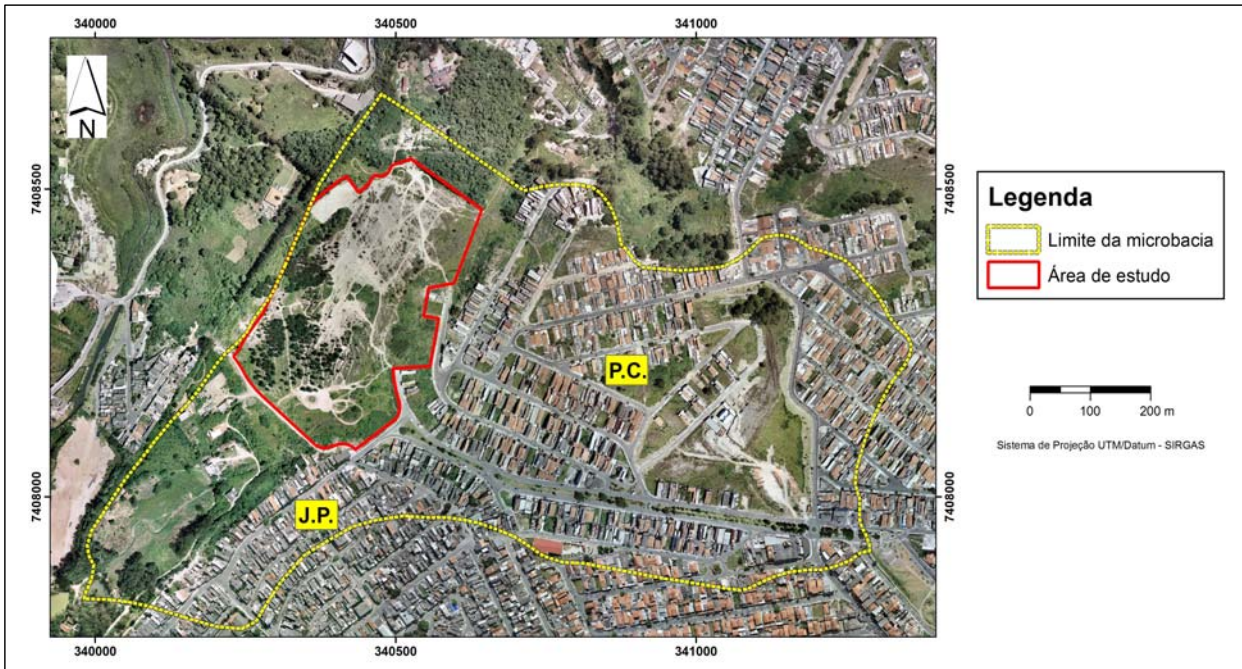 340000 340500 341000
N
7408500 7408500
Legenda
Limite da microbacia
Área de estudo
P.C.
0 100 200 m
Sistema de Projeção UTM/Datum - SIRGAS
7408000 7408000
J.P.
340000 340500 341000